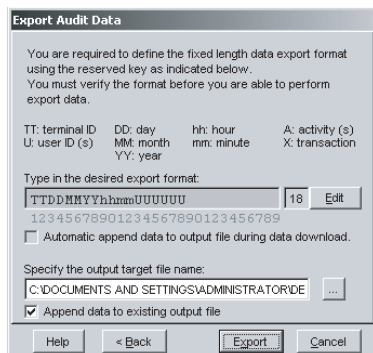 Export Audit Data
You are required to define the fixed length data export format
using the reserved key as indicated below.
You must verify the format before you are able to perform
export data.
TT: terminal ID DD: day hh: hour A: activity (s)
U: user ID (s) MM: month mm: minute X: transaction
YY: year
Type in the desired export format:
TTDDMMYYhhmmUUUUUU 18 Edit
12345678901234567890123456789
Automatic append data to output file during data download.
Specify the output target file name:
C:\DOCUMENTS AND SETTINGS\ADMINISTRATOR\DE ...
Append data to existing output file
Help < Back Export Cancel